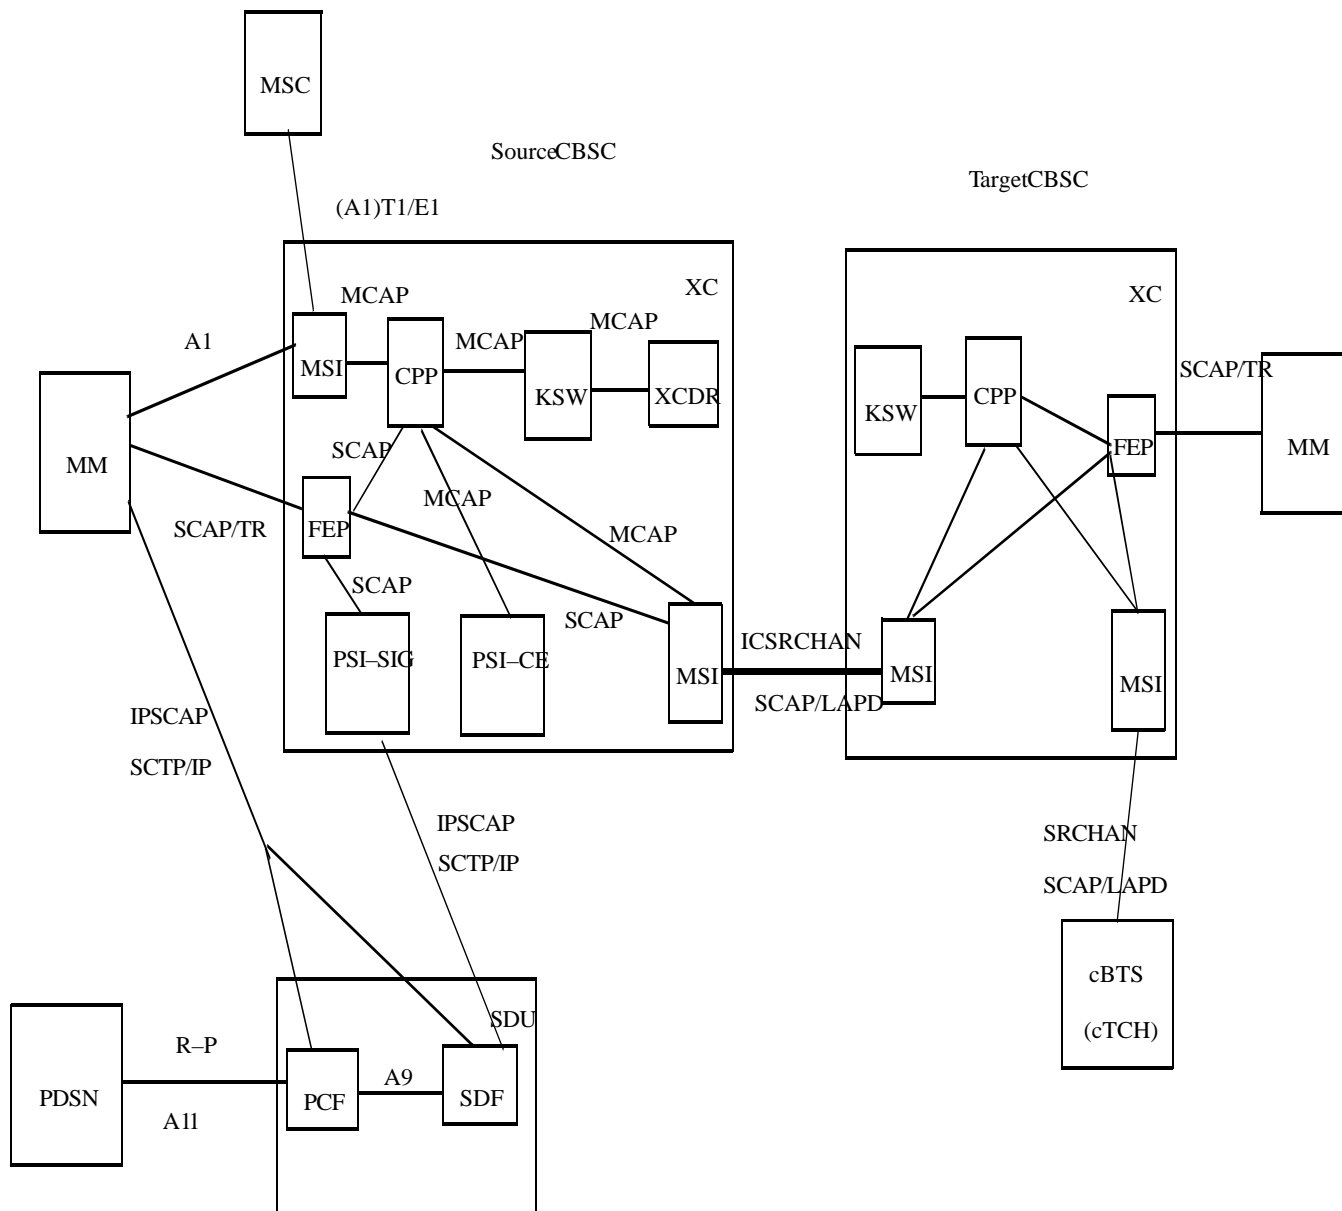 MSC
SourceCBSC
TargetCBSC
(A1)T1/E1
XC
XC
MCAP
MCAP
MCAP
A1
MCAP
SCAP/TR
MSI
CPP
KSW
XCDR
KSW
CPP
FEP
MM
MM
SCAP
MCAP
SCAP/TR
FEP
MCAP
SCAP
SCAP
PSI–SIG
PSI–CE
MSI
ICSRCHAN
MSI
MSI
SCAP/LAPD
IPSCAP
SCTP/IP
IPSCAP
SCTP/IP
SRCHAN
SCAP/LAPD
cBTS
(cTCH)
SDU
R–P
A9
PDSN
PCF
SDF
A11